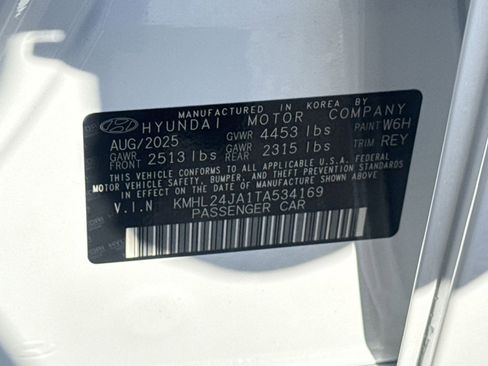 MANUFACTURED IN KOREA BY
HYUNDAI MOTOR COMPANY
AUG/2025 GVWR 4453 lbs PAINT W6H
GAWR FRONT 2513 lbs GAWR REAR 2315 lbs TRIM REY
THIS VEHICLE CONFORMS TO ALL APPLICABLE U.S.A. FEDERAL
MOTOR VEHICLE SAFETY, BUMPER, AND THEFT PREVENTION STANDARDS
IN EFFECT ON THE DATE OF MANUFACTURE SHOWN ABOVE.
V.I.N KMHL24JA1TA534169
PASSENGER CAR